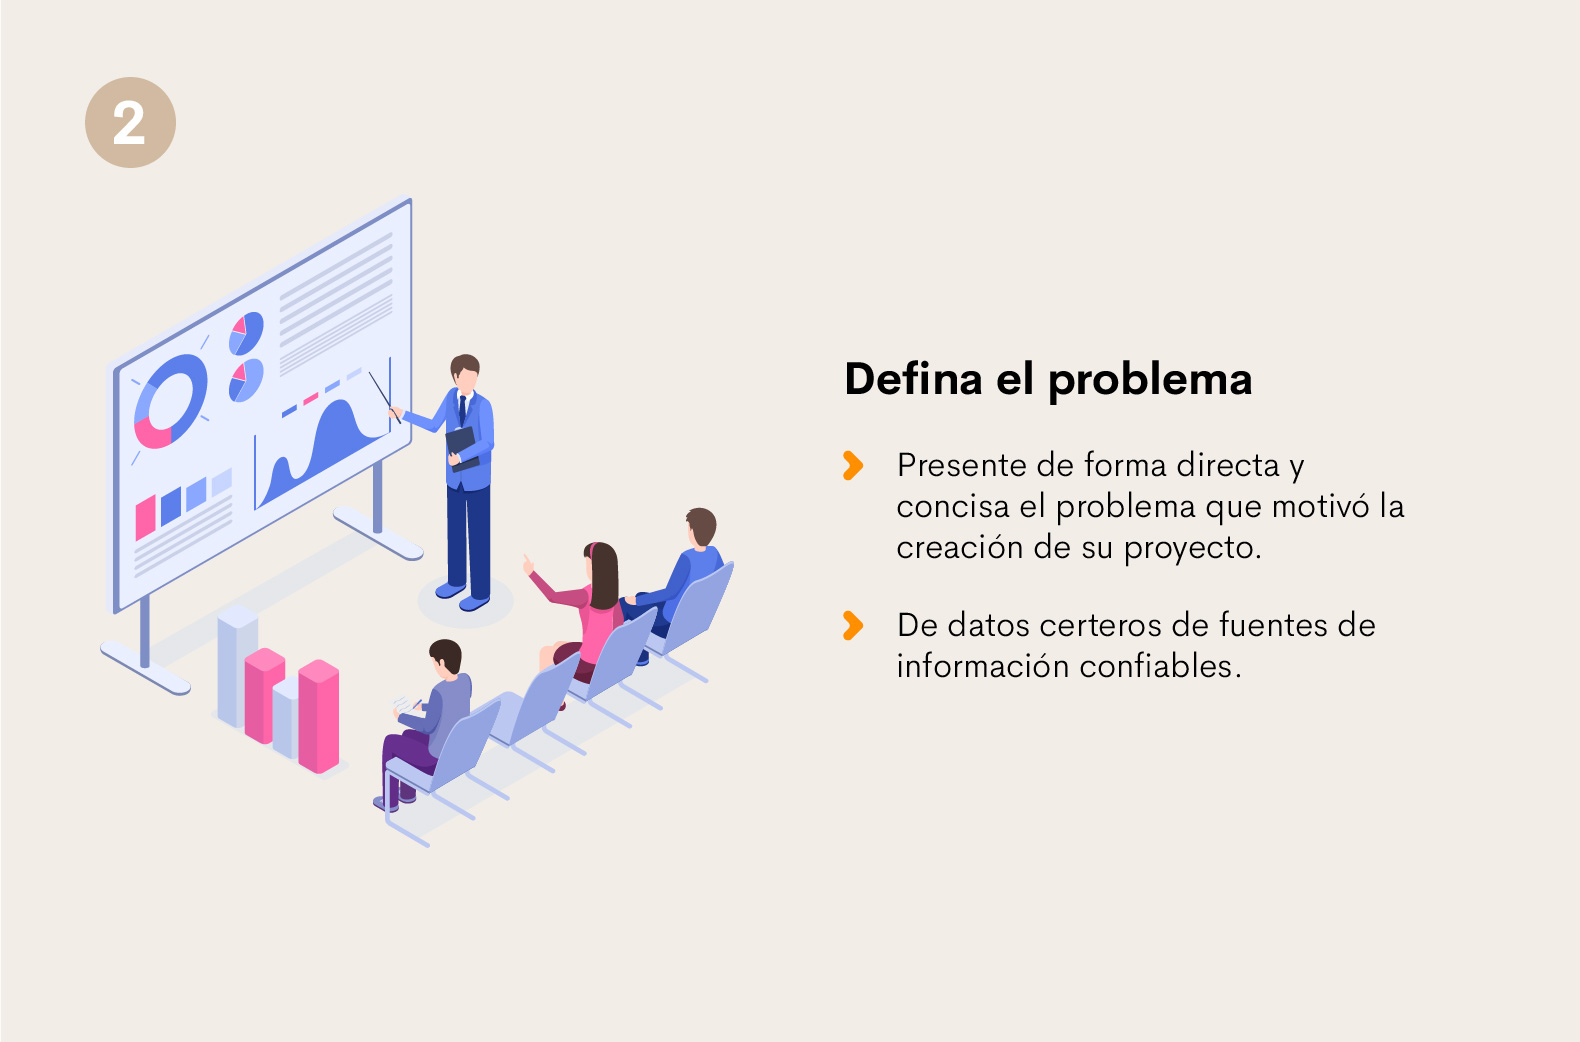 2
Defina el problema
Presente de forma directa y
concisa el problema que motivó la
creación de su proyecto.
De datos certeros de fuentes de
información confiables.